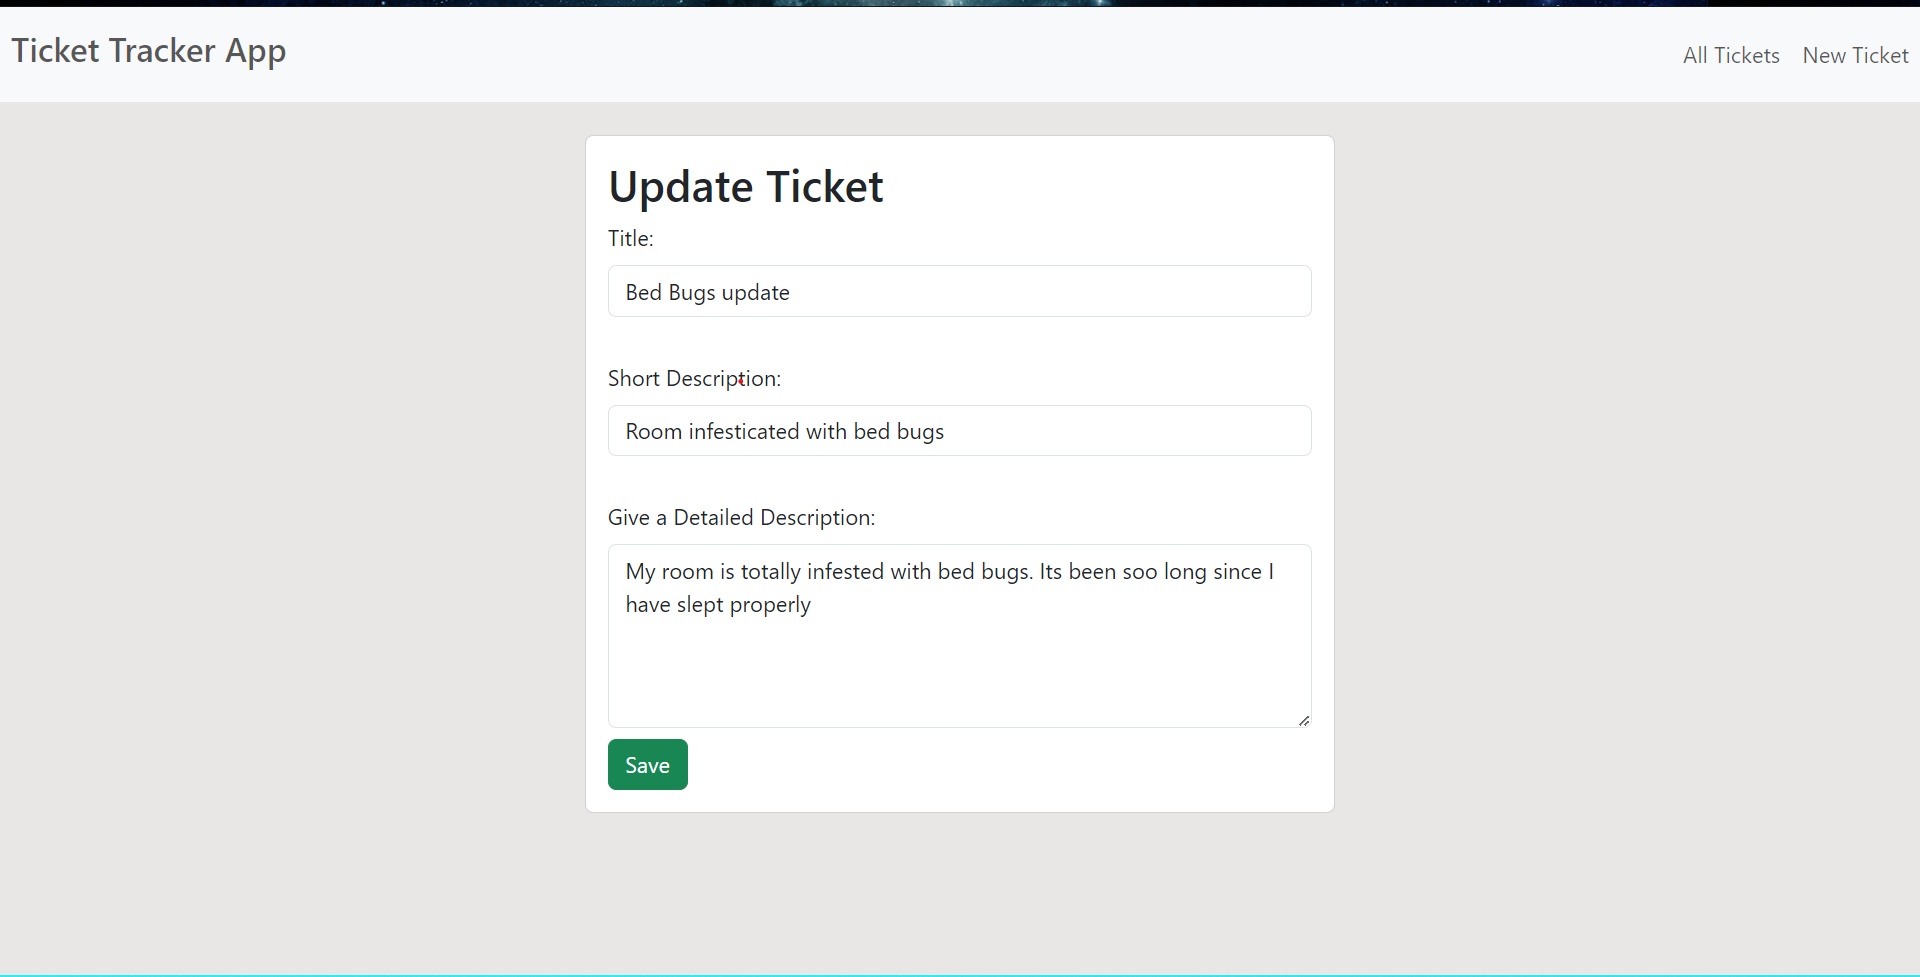 Ticket Tracker App
All Tickets New Ticket
Update Ticket
Title:
Bed Bugs update
Short Description:
Room infesticated with bed bugs
Give a Detailed Description:
My room is totally infested with bed bugs. Its been soo long since I
have slept properly
Save